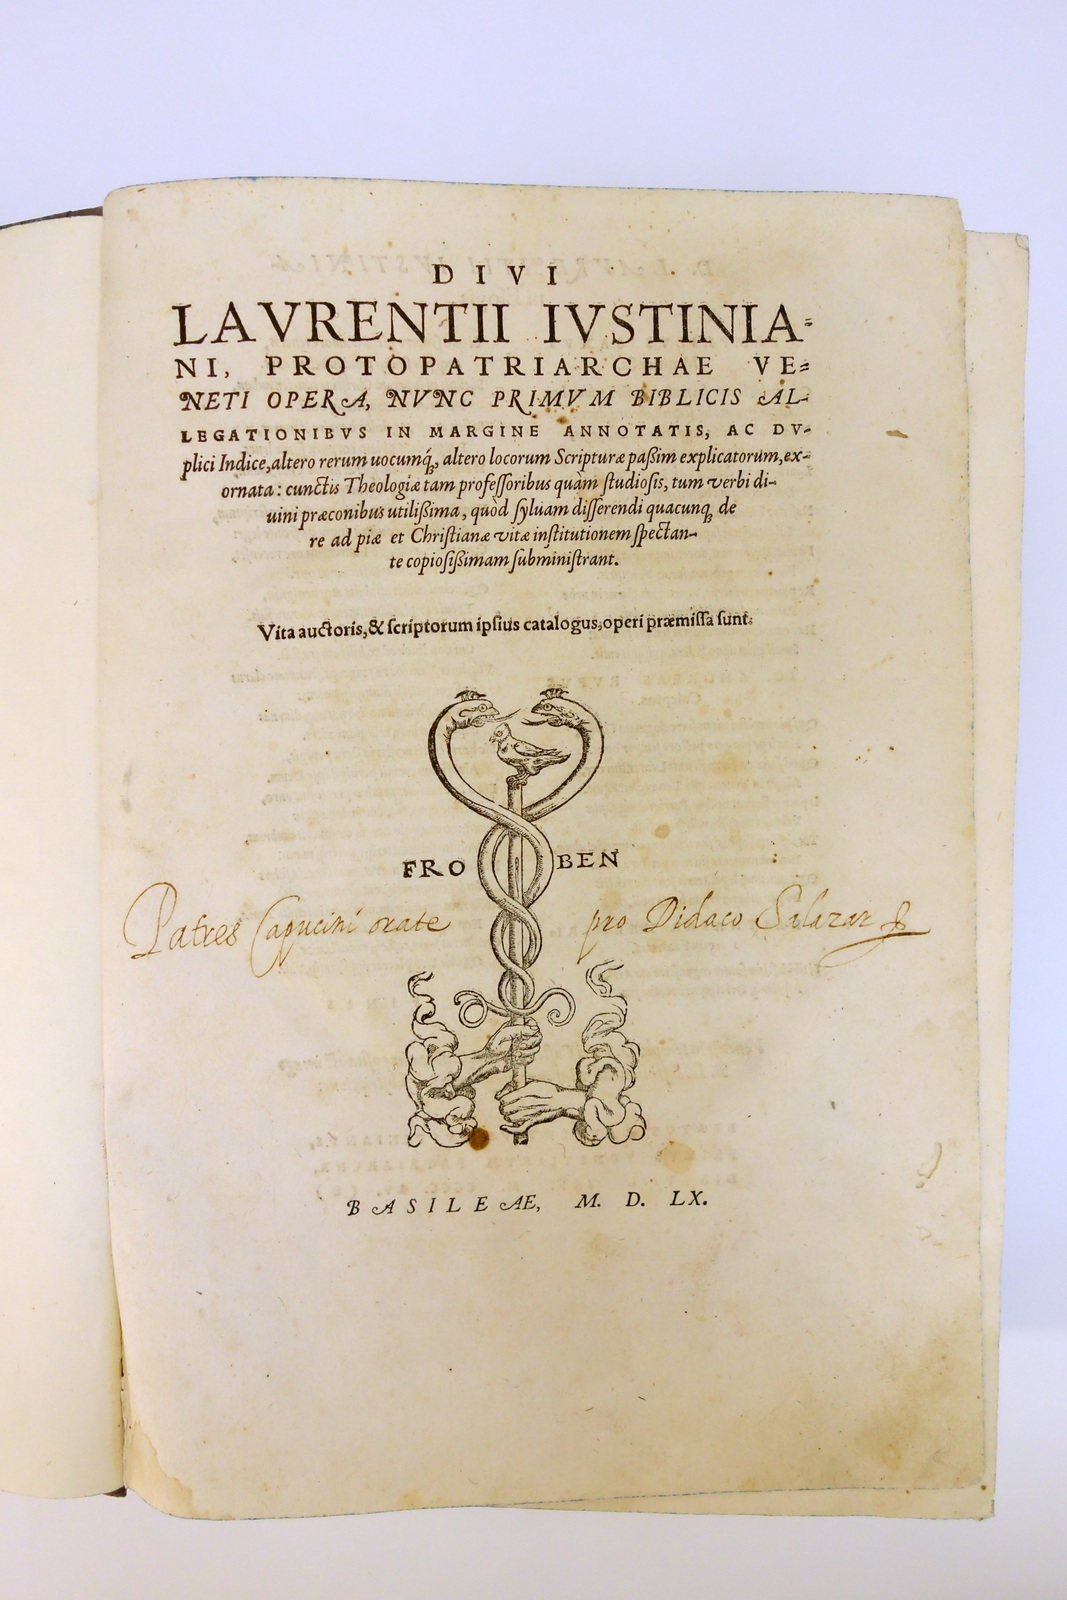 DIVI
LAVRENTII IVSTINIA-
NI, PROTOPATRIARCHAE VE-
NETI OPERA, NVNC PRIMVM BIBLICIS AL-
LEGATIONIBVS IN MARGINE ANNOTATIS, AC DV-
plici Indice, altero rerum uocumq́;, altero locorum Scripturæ paßim explicatorum, ex-
ornata: cunctis Theologiæ tam profeſſoribus quàm ſtudioſis, tum verbi di-
uini præconibus utilißima, quòd ſyluam diſſerendi quacunq; de
re ad piæ et Chriſtianæ vitæ inſtitutionem ſpectan-
te copioſißimam ſubminiſtrant.
Vita auctoris, & ſcriptorum ipſius catalogus, operi præmiſſa ſunt.
FRO BEN
Patres Capucini orate pro Didaco Salazar
BASILEAE, M. D. LX.